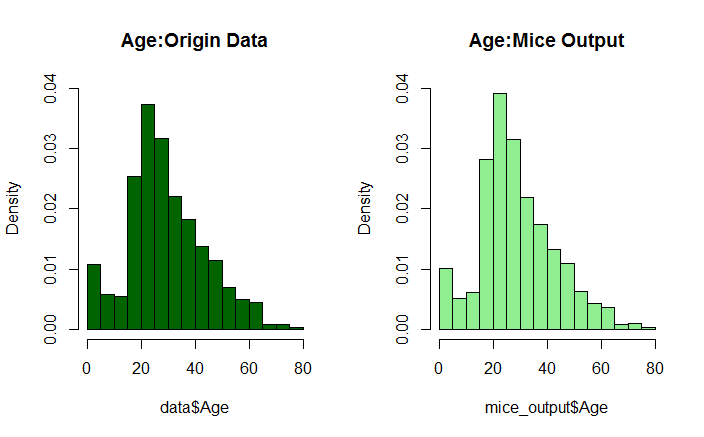 Age:Origin Data
Density
0.00 0.01 0.02 0.03 0.04
0 20 40 60 80
data$Age
Age:Mice Output
Density
0.00 0.01 0.02 0.03 0.04
0 20 40 60 80
mice_output$Age